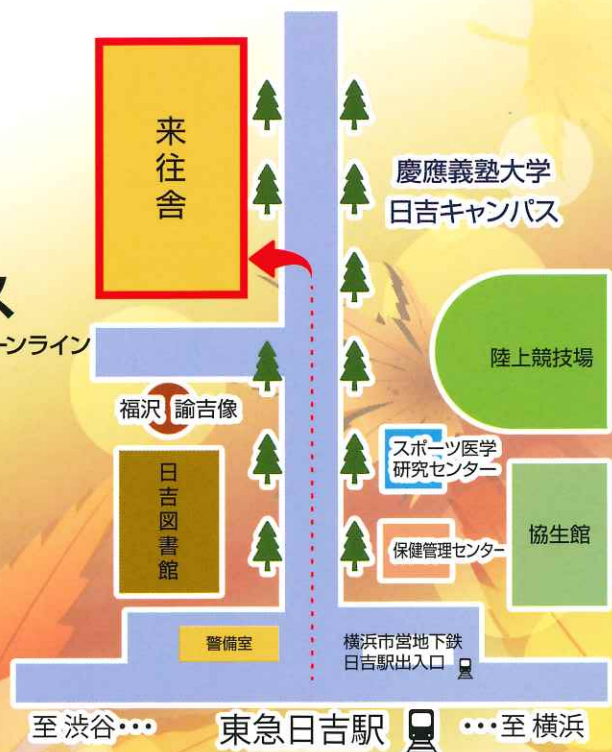 来往舎
慶應義塾大学
日吉キャンパス
ス
ーンライン
陸上競技場
福沢 諭吉像
スポーツ医学
研究センター
日吉図書館
保健管理センター
協生館
警備室
横浜市営地下鉄
日吉駅出入口
至 渋谷…
東急日吉駅
…至 横浜